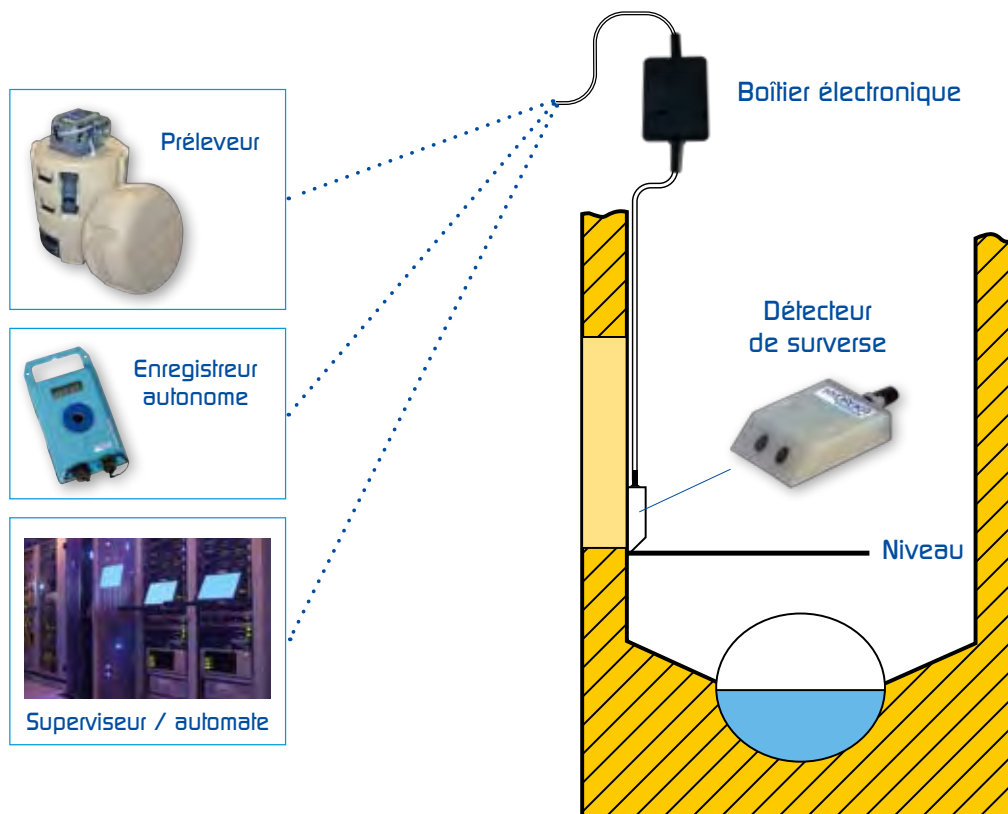 Boîtier électronique
Préleveur
Détecteur
de surverse
Enregistreur
autonome
Niveau
Superviseur / automate